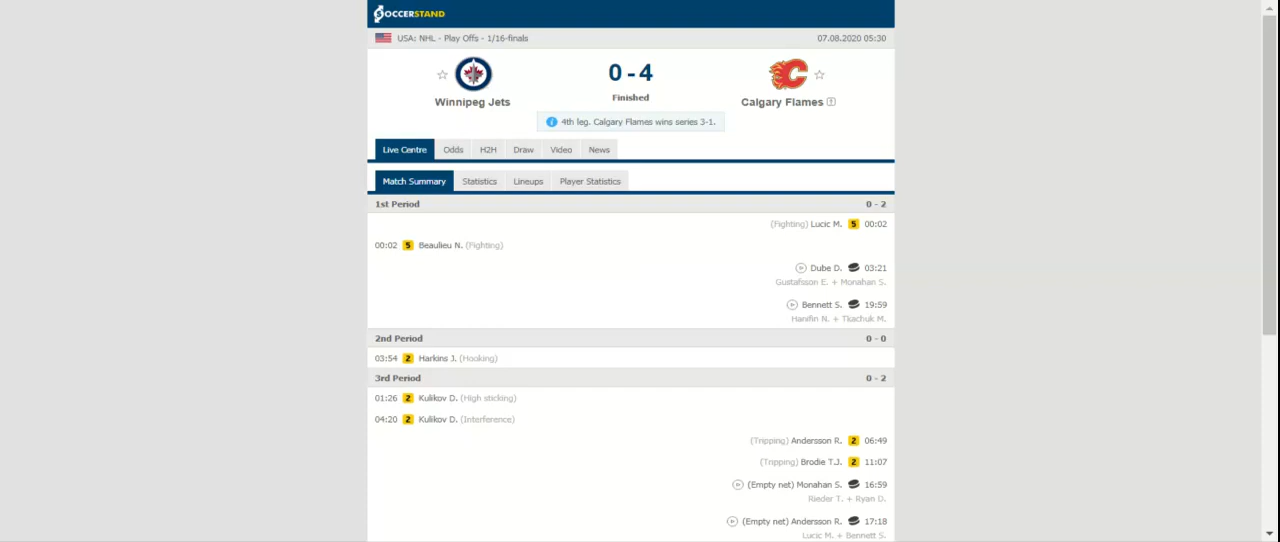 SOCCERSTAND
USA: NHL - Play Offs - 1/16-finals 07.08.2020 05:30
0 - 4
Finished
Winnipeg Jets Calgary Flames
4th leg. Calgary Flames wins series 3-1.
Live Centre Odds H2H Draw Video News
Match Summary Statistics Lineups Player Statistics
1st Period 0 - 2
(Fighting) Lucic M. 5 00:02
00:02 5 Beaulieu N. (Fighting)
Dube D. 03:21
Gustafsson E. + Monahan S.
Bennett S. 19:59
Hanifin N. + Tkachuk M.
2nd Period 0 - 0
03:54 2 Harkins J. (Hooking)
3rd Period 0 - 2
01:26 2 Kulikov D. (High sticking)
04:20 2 Kulikov D. (Interference)
(Tripping) Andersson R. 2 06:49
(Tripping) Brodie T.J. 2 11:07
(Empty net) Monahan S. 16:59
Rieder T. + Ryan D.
(Empty net) Andersson R. 17:18
Lucic M. + Bennett S.